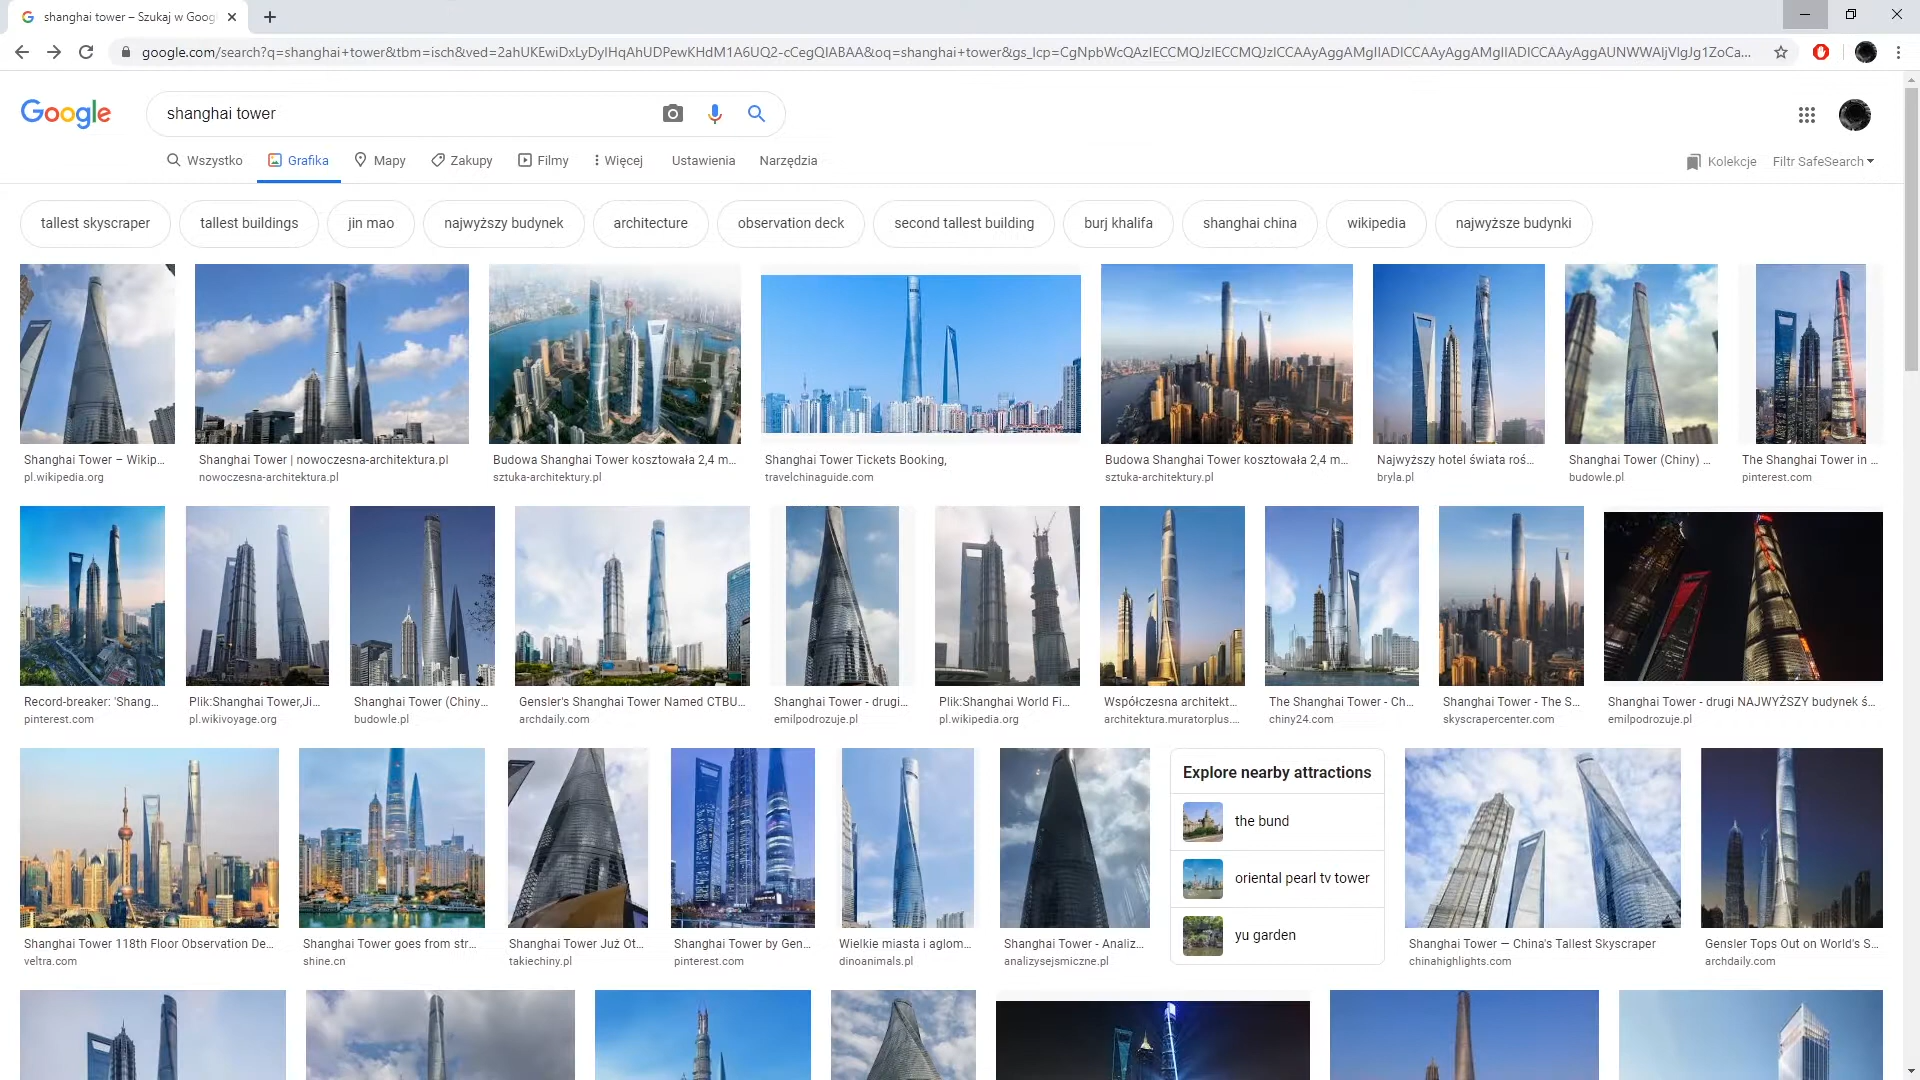 shanghai tower – Szukaj w Goog
google.com/search?q=shanghai+tower&tbm=isch&ved=2ahUKEwiDxLyDyIHqAhUDPewKHdM1A6UQ2-cCegQIABAA&oq=shanghai+tower&gs_lcp=CgNpbWcQAzIECCMQJzIECCMQJzICCAAyAggAMgIIADICCAAyAggAMgIIADICCAAyAggAUNWWAljVlgJg1ZoCa...
Google
shanghai tower
Wszystko Grafika Mapy Zakupy Filmy Więcej Ustawienia Narzędzia
Kolekcje Filtr SafeSearch
tallest skyscraper tallest buildings jin mao najwyższy budynek architecture observation deck second tallest building burj khalifa shanghai china wikipedia najwyższe budynki
Shanghai Tower – Wikip...
pl.wikipedia.org
Shanghai Tower | nowoczesna-architektura.pl
nowoczesna-architektura.pl
Budowa Shanghai Tower kosztowała 2,4 m...
sztuka-architektury.pl
Shanghai Tower Tickets Booking,
travelchinaguide.com
Budowa Shanghai Tower kosztowała 2,4 m...
sztuka-architektury.pl
Najwyższy hotel świata roś...
bryla.pl
Shanghai Tower (Chiny) ...
budowle.pl
The Shanghai Tower in ...
pinterest.com
Record-breaker: 'Shang...
pinterest.com
Plik:Shanghai Tower,Ji...
pl.wikivoyage.org
Shanghai Tower (Chiny...
budowle.pl
Gensler's Shanghai Tower Named CTBU...
archdaily.com
Shanghai Tower - drugi...
emilpodrozuje.pl
Plik:Shanghai World Fi...
pl.wikipedia.org
Współczesna architekt...
architektura.muratorplus....
The Shanghai Tower - Ch...
chiny24.com
Shanghai Tower - The S...
skyscrapercenter.com
Shanghai Tower - drugi NAJWYŻSZY budynek ś...
emilpodrozuje.pl
Shanghai Tower 118th Floor Observation De...
veltra.com
Shanghai Tower goes from str...
shine.cn
Shanghai Tower Już Ot...
takiechiny.pl
Shanghai Tower by Gen...
pinterest.com
Wielkie miasta i aglom...
dinoanimals.pl
Shanghai Tower - Analiz...
analizysejsmiczne.pl
Explore nearby attractions
the bund
oriental pearl tv tower
yu garden
Shanghai Tower — China's Tallest Skyscraper
chinahighlights.com
Gensler Tops Out on World's S...
archdaily.com